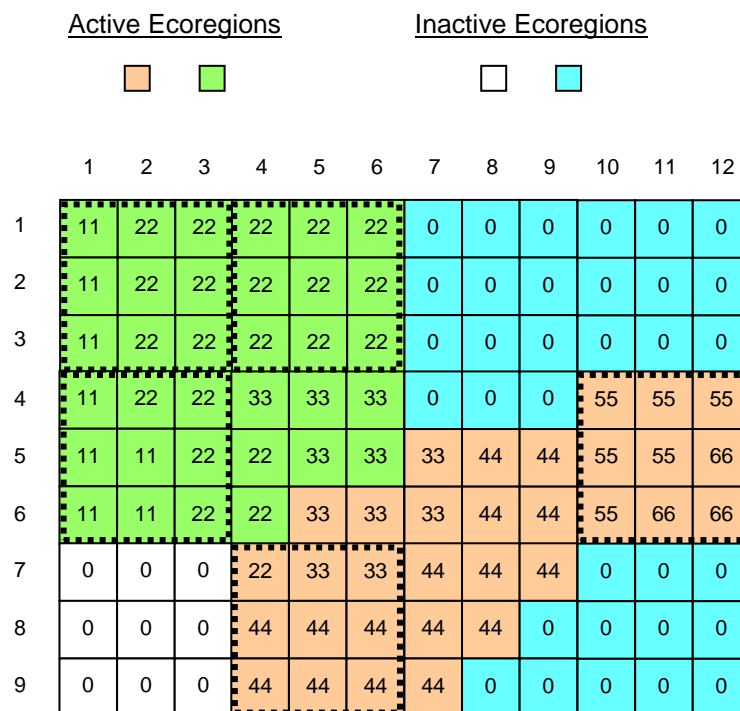 Active Ecoregions Inactive Ecoregions
1 2 3 4 5 6 7 8 9 10 11 12
1 11 22 22 22 22 22 0 0 0 0 0 0
2 11 22 22 22 22 22 0 0 0 0 0 0
3 11 22 22 22 22 22 0 0 0 0 0 0
4 11 22 22 33 33 33 0 0 0 55 55 55
5 11 11 22 22 33 33 33 44 44 55 55 66
6 11 11 22 22 33 33 33 44 44 55 66 66
7 0 0 0 22 33 33 44 44 44 0 0 0
8 0 0 0 44 44 44 44 44 0 0 0 0
9 0 0 0 44 44 44 44 0 0 0 0 0